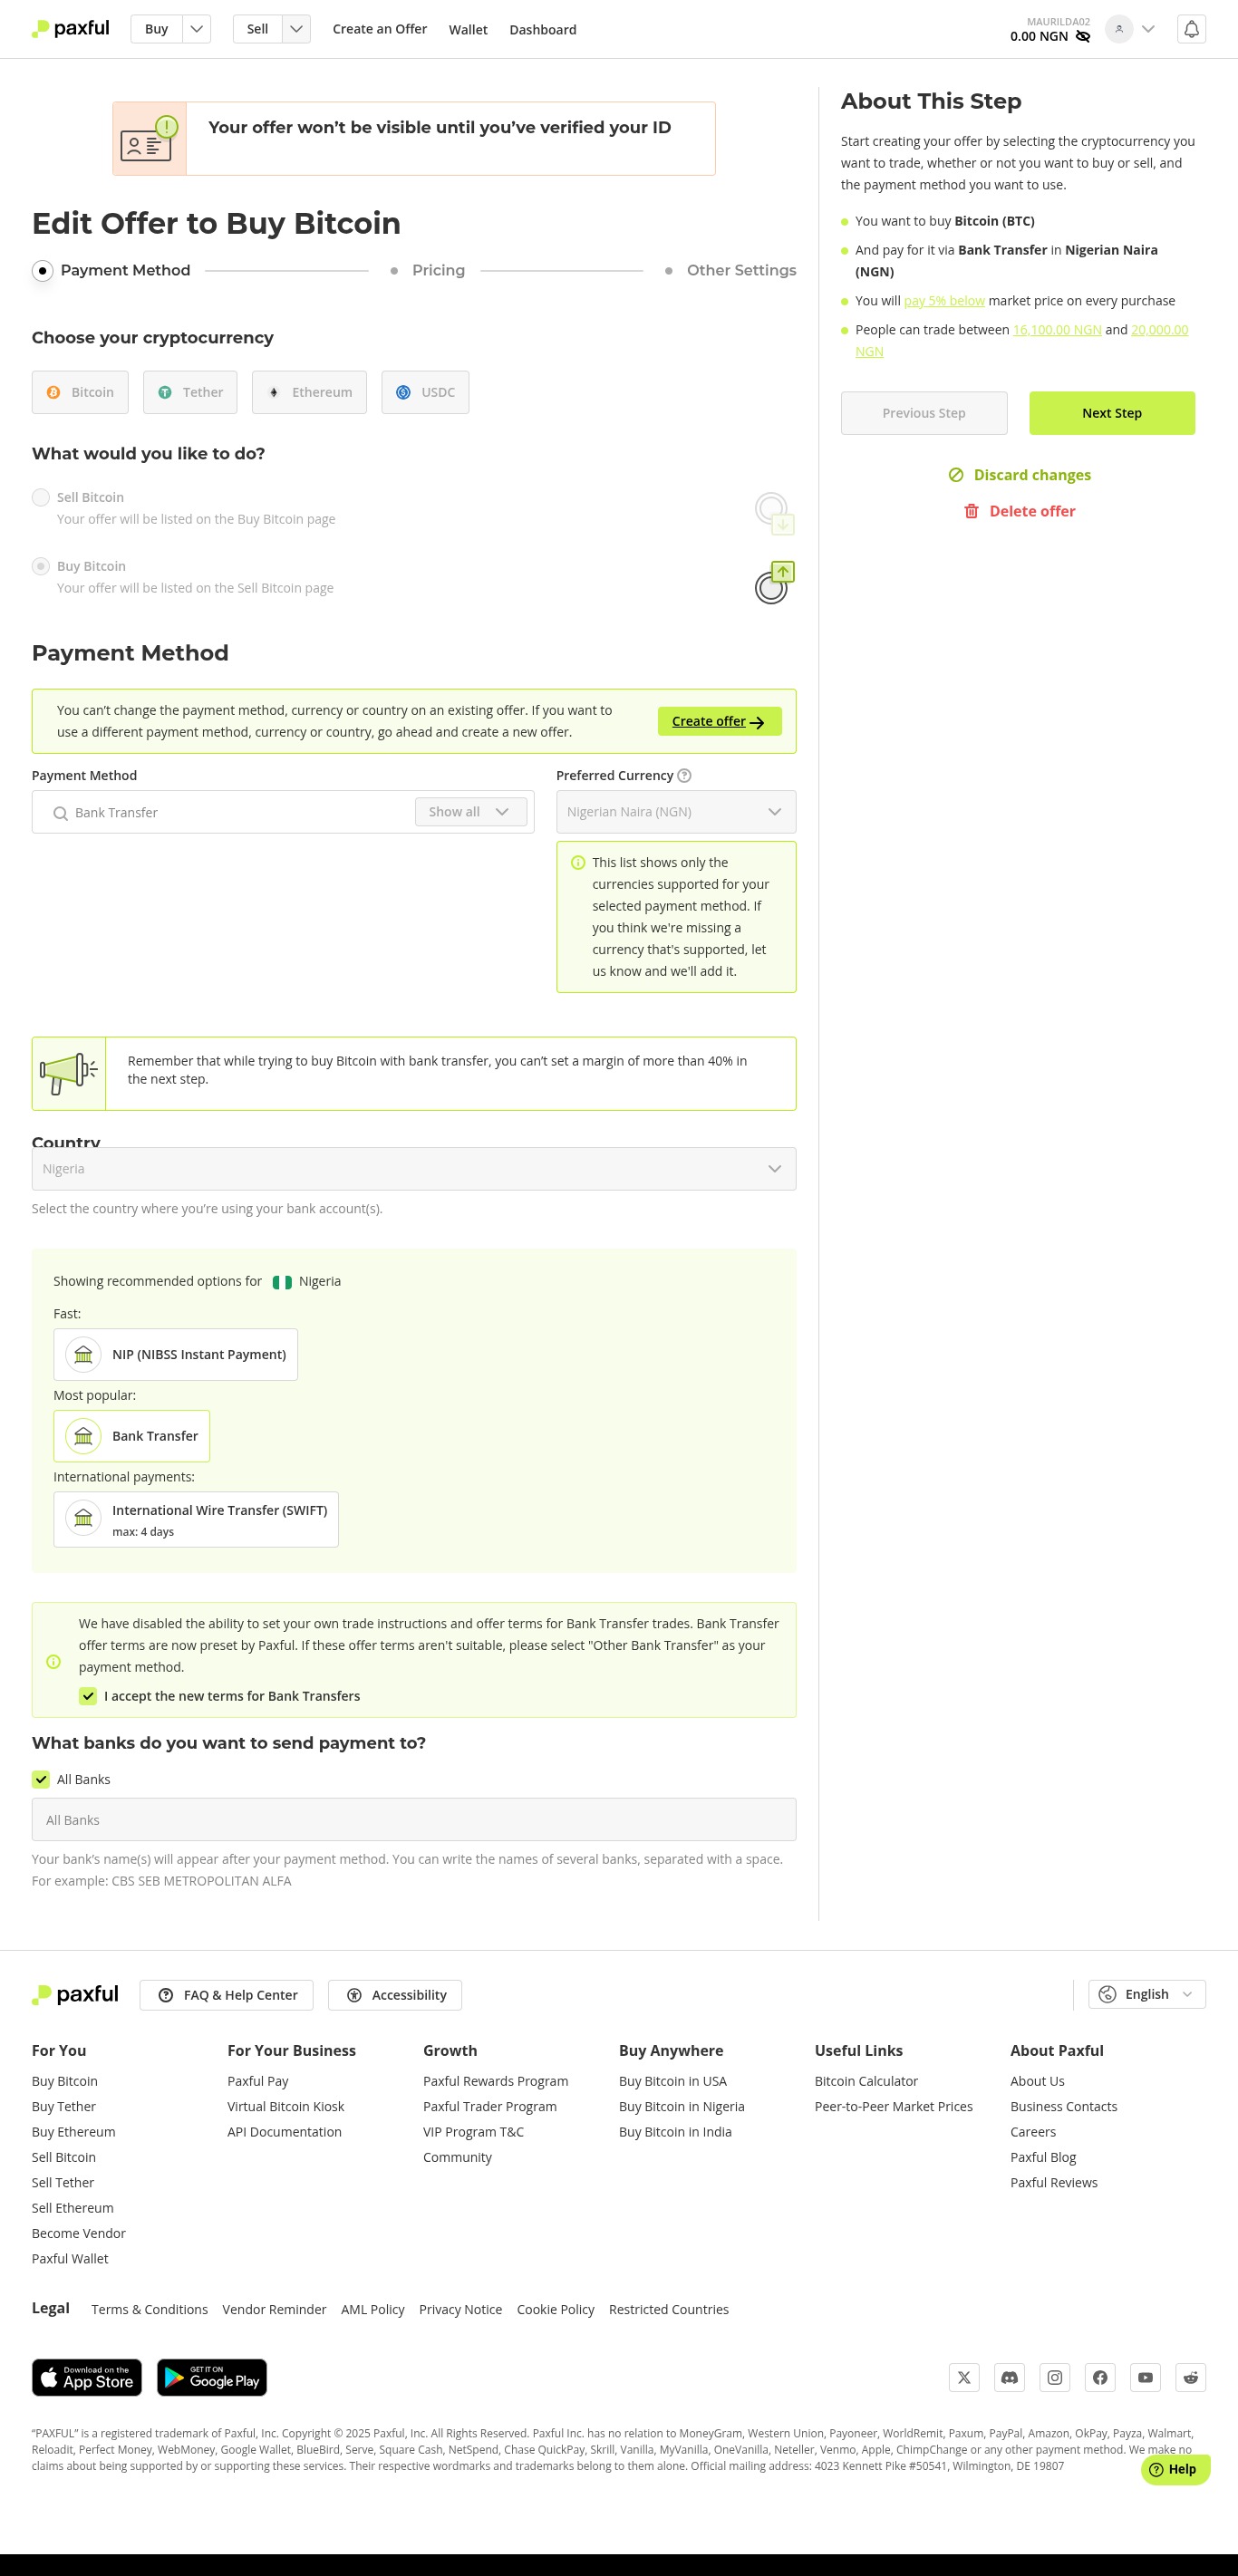 paxful
Buy
Sell
Create an Offer
Wallet
Dashboard
MAURILDA02
0.00 NGN
Your offer won’t be visible until you’ve verified your ID
Edit Offer to Buy Bitcoin
Payment Method
Pricing
Other Settings
Choose your cryptocurrency
Bitcoin
Tether
Ethereum
USDC
What would you like to do?
Sell Bitcoin
Your offer will be listed on the Buy Bitcoin page
Buy Bitcoin
Your offer will be listed on the Sell Bitcoin page
Payment Method
You can’t change the payment method, currency or country on an existing offer. If you want to
use a different payment method, currency or country, go ahead and create a new offer.
Create offer
Payment Method
Bank Transfer
Show all
Preferred Currency
Nigerian Naira (NGN)
This list shows only the
currencies supported for your
selected payment method. If
you think we're missing a
currency that's supported, let
us know and we'll add it.
Remember that while trying to buy Bitcoin with bank transfer, you can’t set a margin of more than 40% in
the next step.
Country
Nigeria
Select the country where you’re using your bank account(s).
Showing recommended options for Nigeria
Fast:
NIP (NIBSS Instant Payment)
Most popular:
Bank Transfer
International payments:
International Wire Transfer (SWIFT)
max: 4 days
We have disabled the ability to set your own trade instructions and offer terms for Bank Transfer trades. Bank Transfer
offer terms are now preset by Paxful. If these offer terms aren't suitable, please select "Other Bank Transfer" as your
payment method.
I accept the new terms for Bank Transfers
What banks do you want to send payment to?
All Banks
All Banks
Your bank’s name(s) will appear after your payment method. You can write the names of several banks, separated with a space.
For example: CBS SEB METROPOLITAN ALFA
About This Step
Start creating your offer by selecting the cryptocurrency you
want to trade, whether or not you want to buy or sell, and
the payment method you want to use.
You want to buy Bitcoin (BTC)
And pay for it via Bank Transfer in Nigerian Naira
(NGN)
You will pay 5% below market price on every purchase
People can trade between 16,100.00 NGN and 20,000.00
NGN
Previous Step
Next Step
Discard changes
Delete offer
paxful
FAQ & Help Center
Accessibility
English
For You
Buy Bitcoin
Buy Tether
Buy Ethereum
Sell Bitcoin
Sell Tether
Sell Ethereum
Become Vendor
Paxful Wallet
For Your Business
Paxful Pay
Virtual Bitcoin Kiosk
API Documentation
Growth
Paxful Rewards Program
Paxful Trader Program
VIP Program T&C
Community
Buy Anywhere
Buy Bitcoin in USA
Buy Bitcoin in Nigeria
Buy Bitcoin in India
Useful Links
Bitcoin Calculator
Peer-to-Peer Market Prices
About Paxful
About Us
Business Contacts
Careers
Paxful Blog
Paxful Reviews
Legal
Terms & Conditions
Vendor Reminder
AML Policy
Privacy Notice
Cookie Policy
Restricted Countries
Download on the
App Store
GET IT ON
Google Play
“PAXFUL” is a registered trademark of Paxful, Inc. Copyright © 2025 Paxful, Inc. All Rights Reserved. Paxful Inc. has no relation to MoneyGram, Western Union, Payoneer, WorldRemit, Paxum, PayPal, Amazon, OkPay, Payza, Walmart,
Reloadit, Perfect Money, WebMoney, Google Wallet, BlueBird, Serve, Square Cash, NetSpend, Chase QuickPay, Skrill, Vanilla, MyVanilla, OneVanilla, Neteller, Venmo, Apple, ChimpChange or any other payment method. We make no
claims about being supported by or supporting these services. Their respective wordmarks and trademarks belong to them alone. Official mailing address: 4023 Kennett Pike #50541, Wilmington, DE 19807
Help